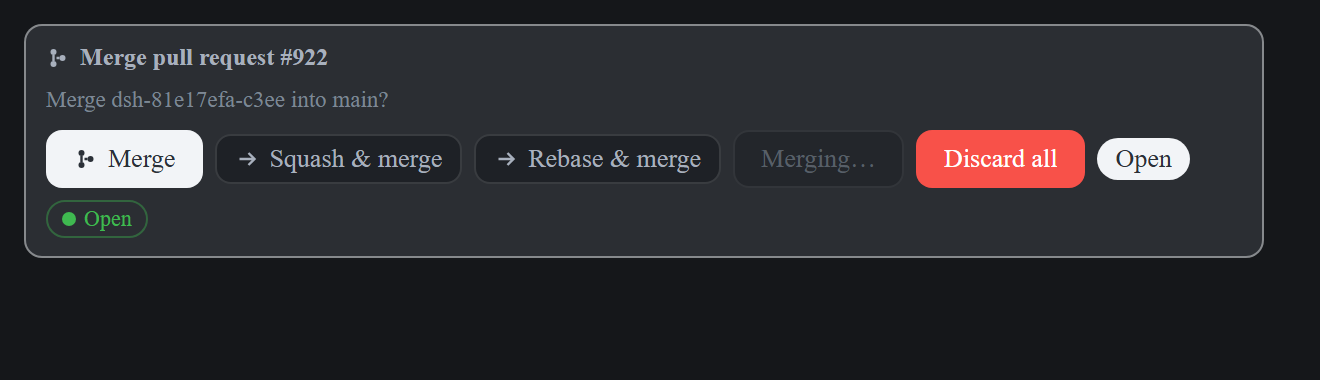 Merge pull request #922
Merge dsh-81e17efa-c3ee into main?
Merge Squash & merge Rebase & merge Merging… Discard all Open
Open